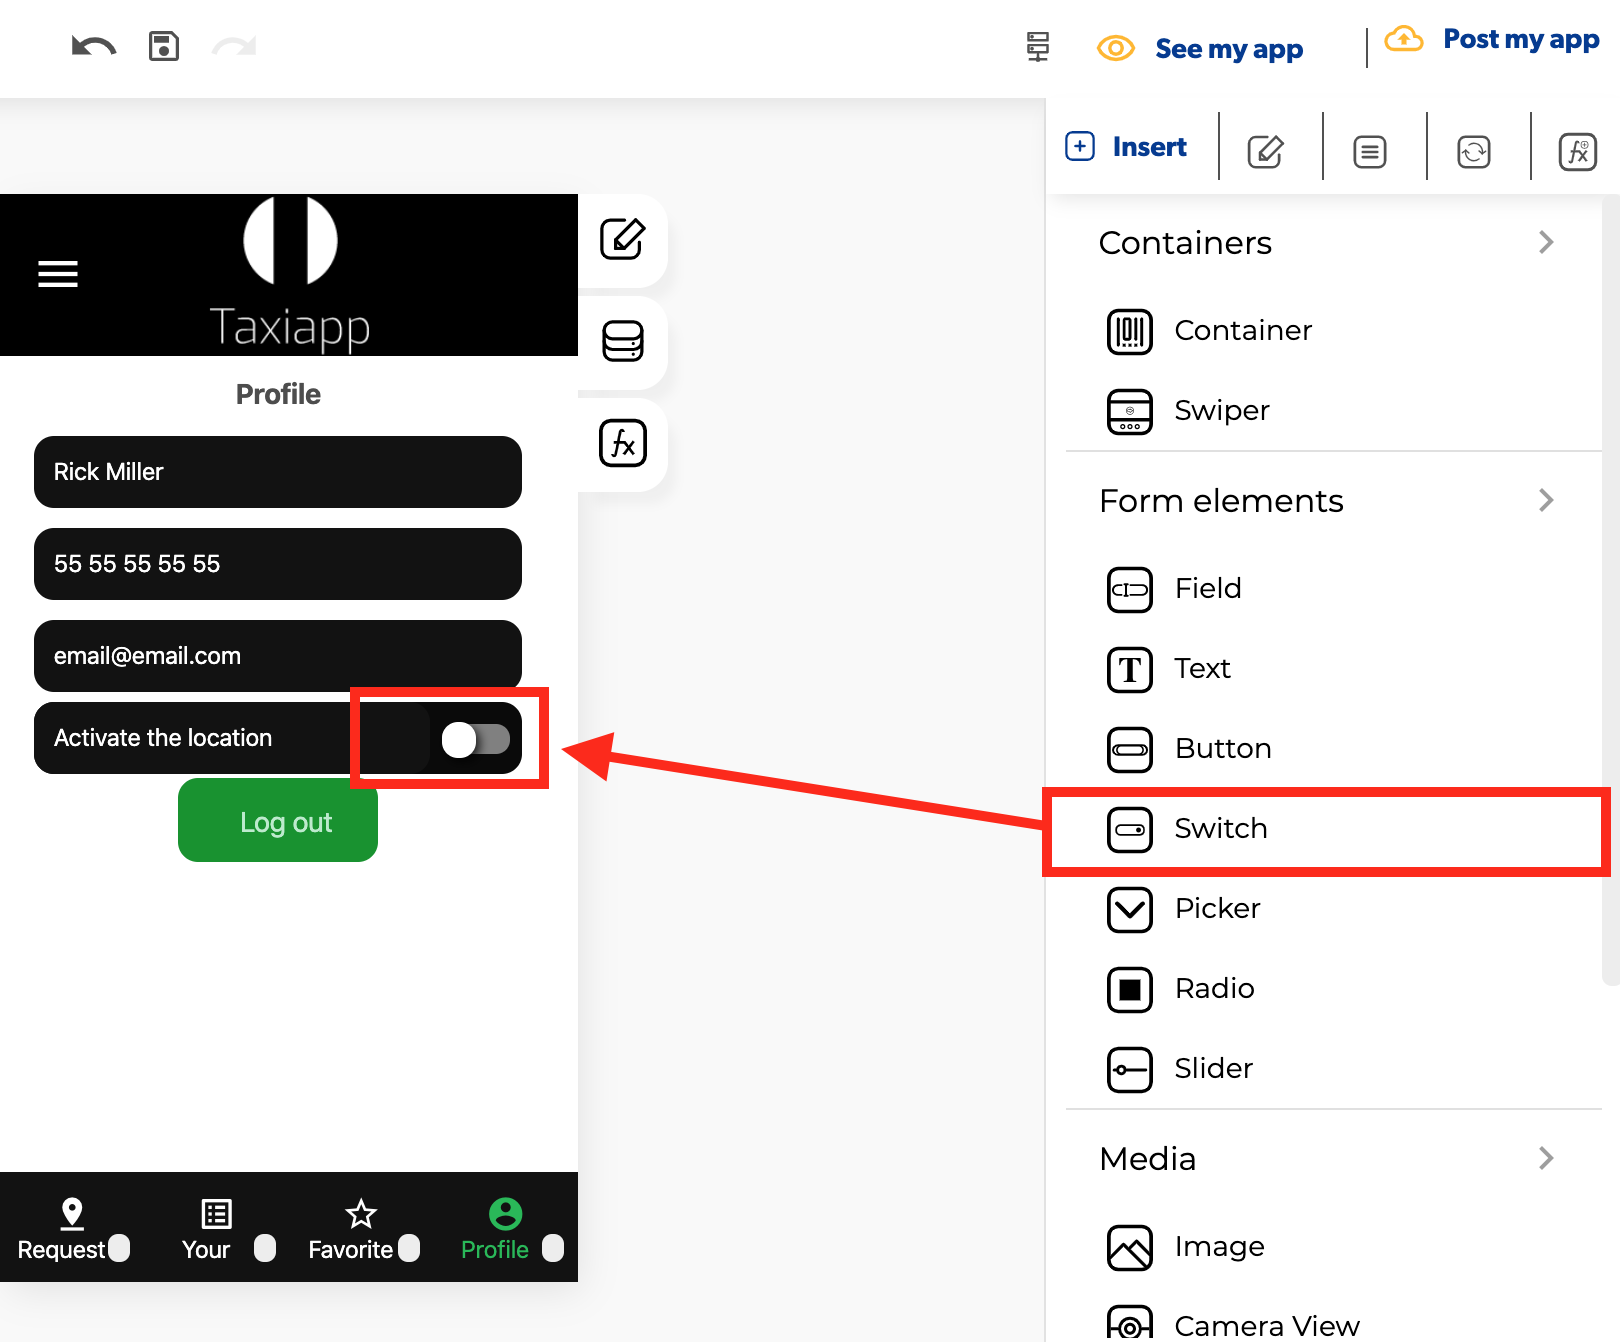 See my app
Post my app
Insert
Taxiapp
Profile
Rick Miller
55 55 55 55 55
email@email.com
Activate the location
Log out
Request
Your
Favorite
Profile
Containers
Container
Swiper
Form elements
Field
Text
Button
Switch
Picker
Radio
Slider
Media
Image
Camera View